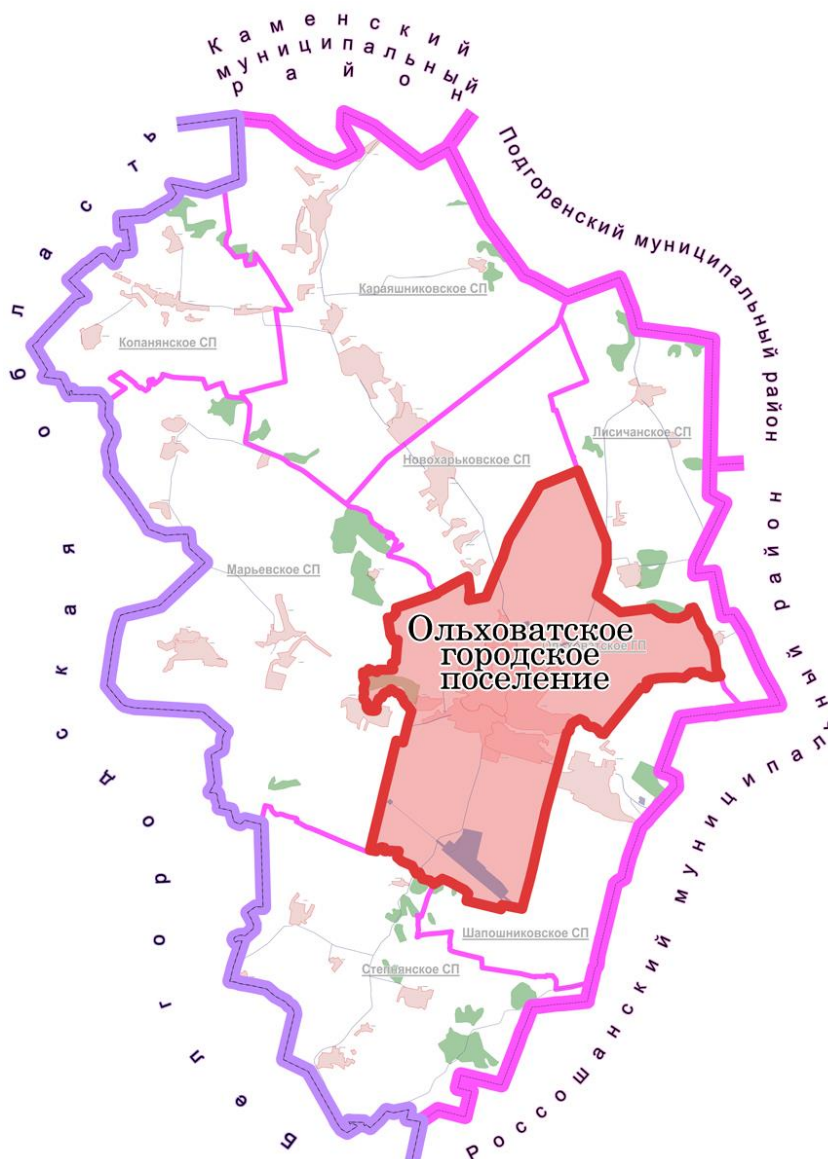 Каменский
муниципальный
район
Подгоренский муниципальный район
Белгородская область
Караяшниковское СП
Копанянское СП
Лисичанское СП
Новохарьковское СП
Марьевское СП
Ольховатское
городское
поселение
Шапошниковское СП
Степнянское СП
Россошанский муниципальный район